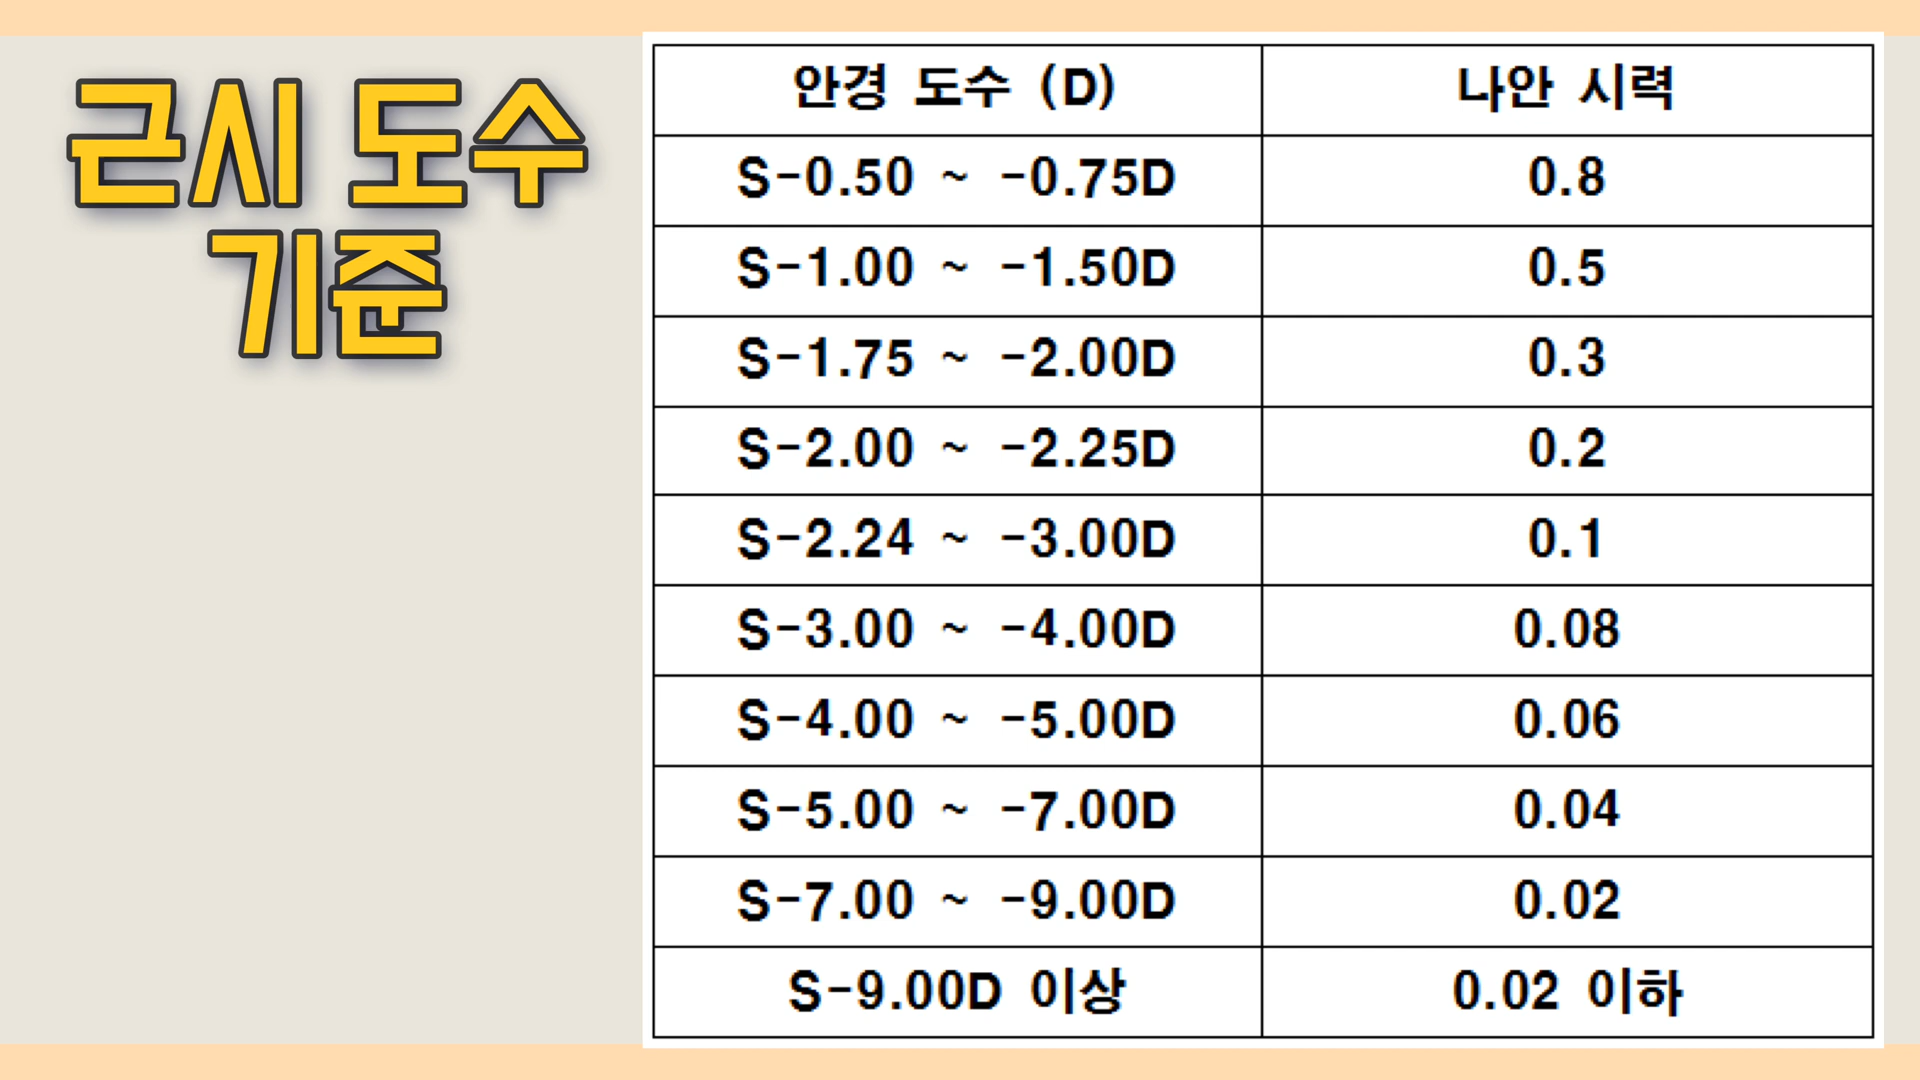 근시 도수
기준
안경 도수 (D) 나안 시력
S-0.50 ~ -0.75D 0.8
S-1.00 ~ -1.50D 0.5
S-1.75 ~ -2.00D 0.3
S-2.00 ~ -2.25D 0.2
S-2.24 ~ -3.00D 0.1
S-3.00 ~ -4.00D 0.08
S-4.00 ~ -5.00D 0.06
S-5.00 ~ -7.00D 0.04
S-7.00 ~ -9.00D 0.02
S-9.00D 이상 0.02 이하